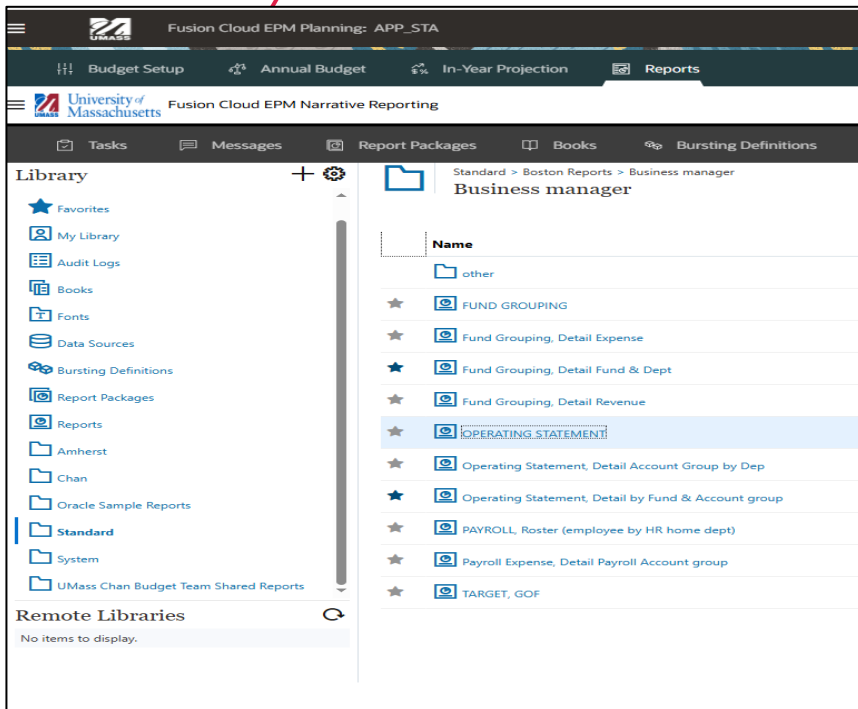 UMASS
Fusion Cloud EPM Planning: APP_STA
Budget Setup Annual Budget In-Year Projection Reports
UMASS University of Massachusetts Fusion Cloud EPM Narrative Reporting
Tasks Messages Report Packages Books Bursting Definitions
Library
Favorites
My Library
Audit Logs
Books
Fonts
Data Sources
Bursting Definitions
Report Packages
Reports
Amherst
Chan
Oracle Sample Reports
Standard
System
UMass Chan Budget Team Shared Reports
Remote Libraries
No items to display.
Standard > Boston Reports > Business manager
Business manager
Name
other
FUND GROUPING
Fund Grouping, Detail Expense
Fund Grouping, Detail Fund & Dept
Fund Grouping, Detail Revenue
OPERATING STATEMENT
Operating Statement, Detail Account Group by Dep
Operating Statement, Detail by Fund & Account group
PAYROLL, Roster (employee by HR home dept)
Payroll Expense, Detail Payroll Account group
TARGET, GOF